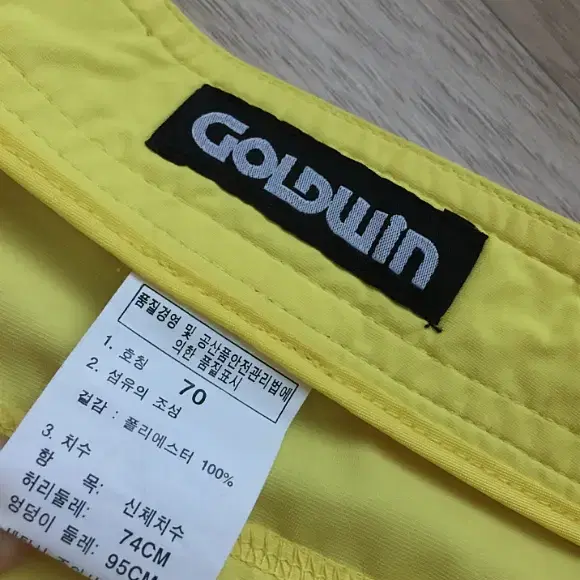 GOLDWIN
품질경영 및 공산품안전관리법에
의한 품질표시
1. 호칭 70
2. 섬유의 조성
겉감 : 폴리에스터 100%
3. 치수
항 목: 신체치수
허리둘레: 74CM
엉덩이 둘레: 95CM